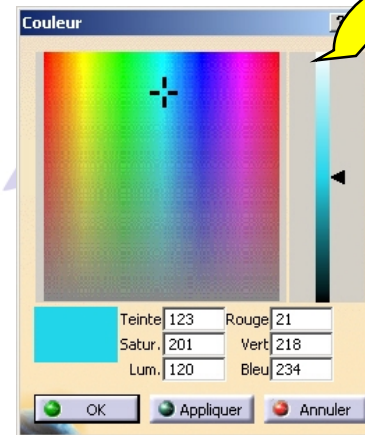 Couleur
?
Teinte 123 Rouge 21
Satur. 201 Vert 218
Lum. 120 Bleu 234
OK Appliquer Annuler